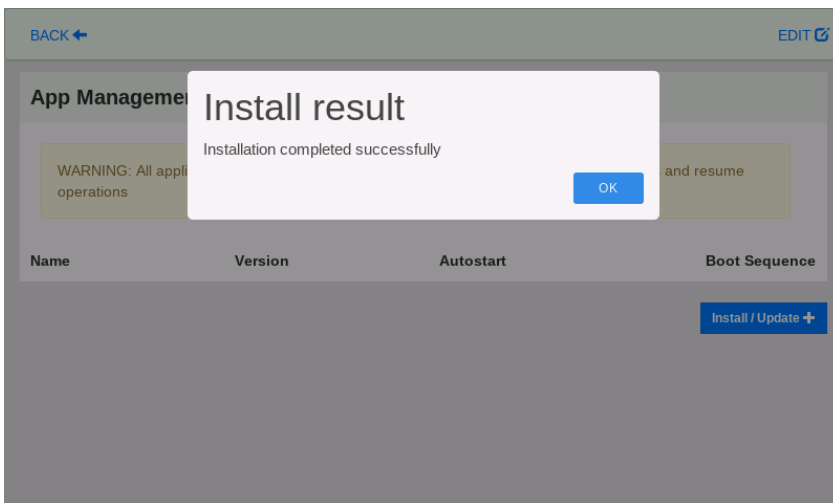 BACK
EDIT
App Manageme
Install result
Installation completed successfully
WARNING: All appli and resume
operations
OK
Name Version Autostart Boot Sequence
Install / Update